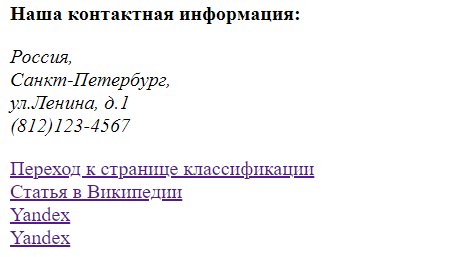 Наша контактная информация:
Россия,
Санкт-Петербург,
ул.Ленина, д.1
(812)123-4567
Переход к странице классификации
Статья в Википедии
Yandex
Yandex